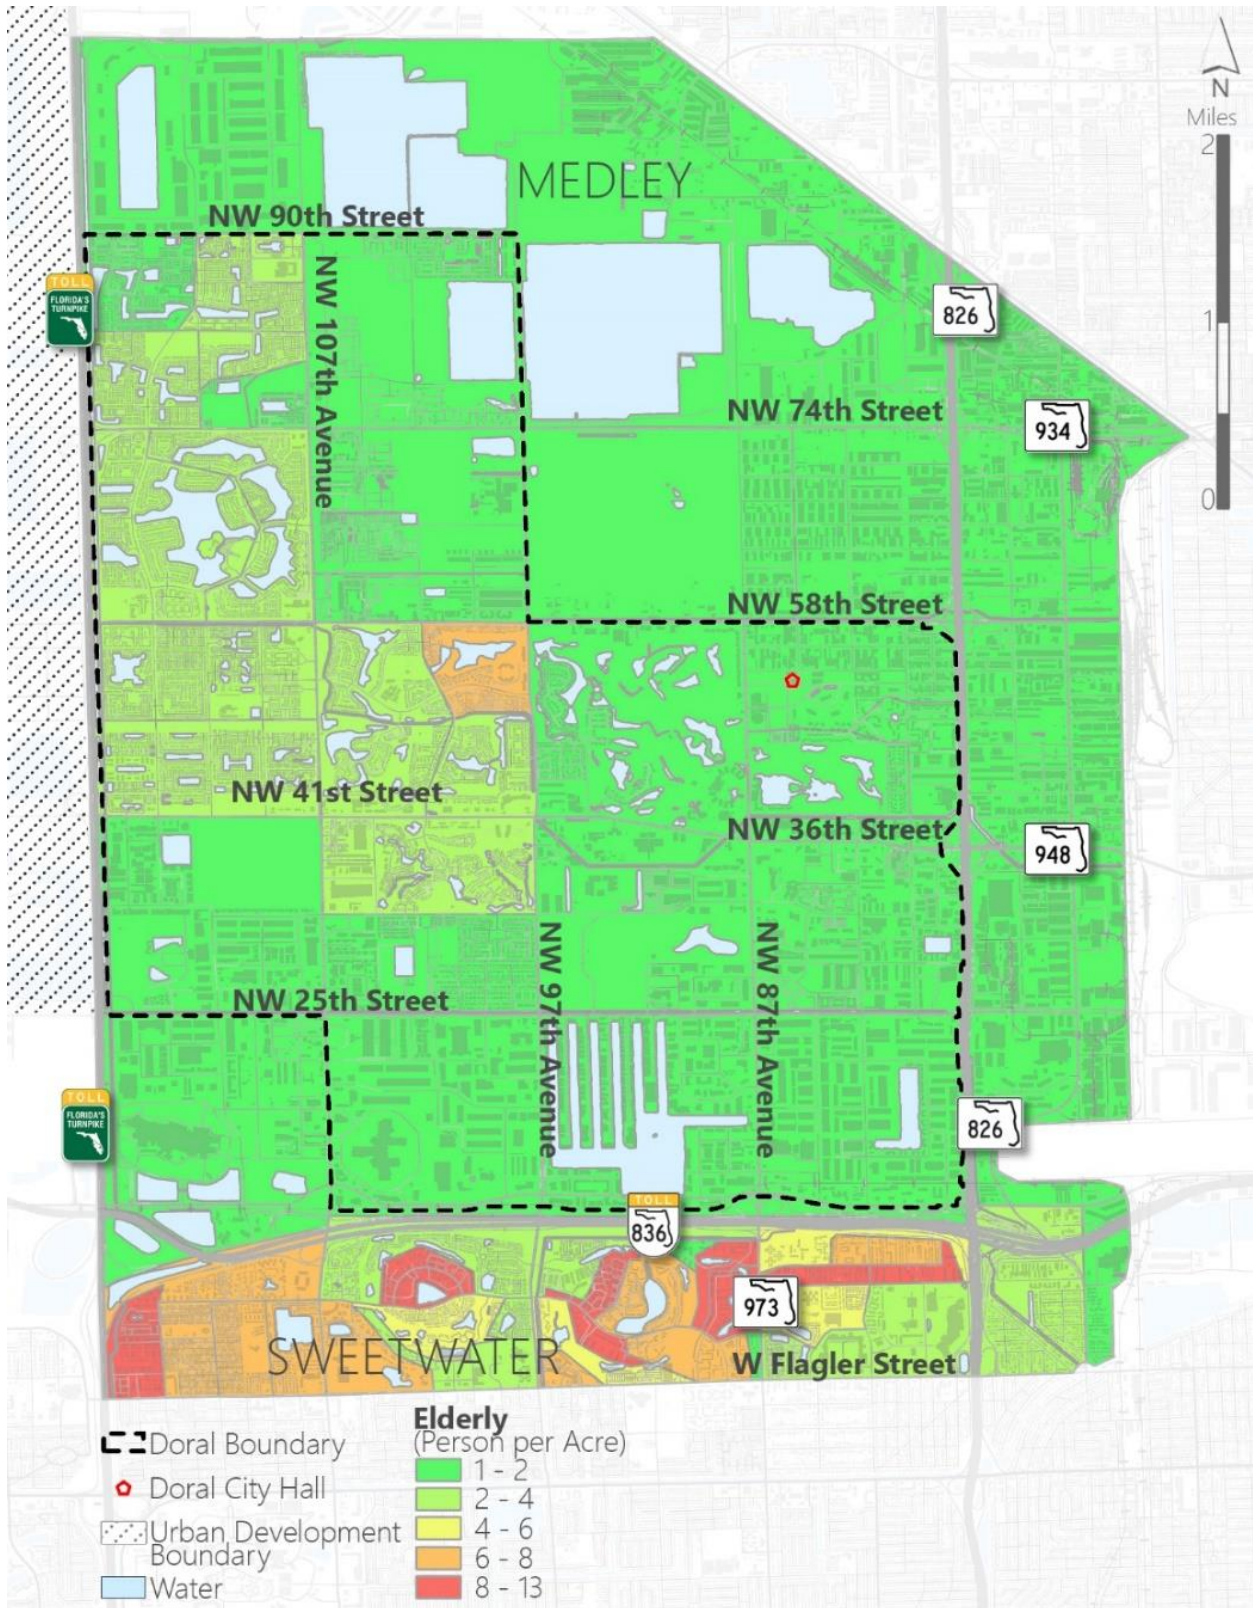 N
Miles
2
MEDLEY
NW 90th Street
TOLL
FLORIDA'S
TURNPIKE
NW 107th Avenue
826
1
NW 74th Street
934
0
NW 58th Street
NW 41st Street
NW 36th Street
948
NW 97th Avenue
NW 87th Avenue
NW 25th Street
TOLL
FLORIDA'S
TURNPIKE
826
TOLL
836
973
SWEETWATER
W Flagler Street
Doral Boundary
Doral City Hall
Urban Development
Boundary
Water
Elderly
(Person per Acre)
1 - 2
2 - 4
4 - 6
6 - 8
8 - 13